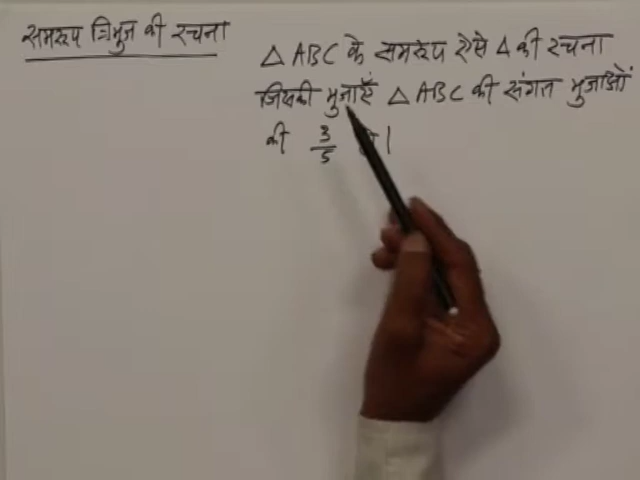 समरूप त्रिभुज की रचना
△ ABC के समरूप ऐसे △ की रचना
जिसकी भुजाएँ △ ABC की संगत भुजाओं
की 3/5 हो।